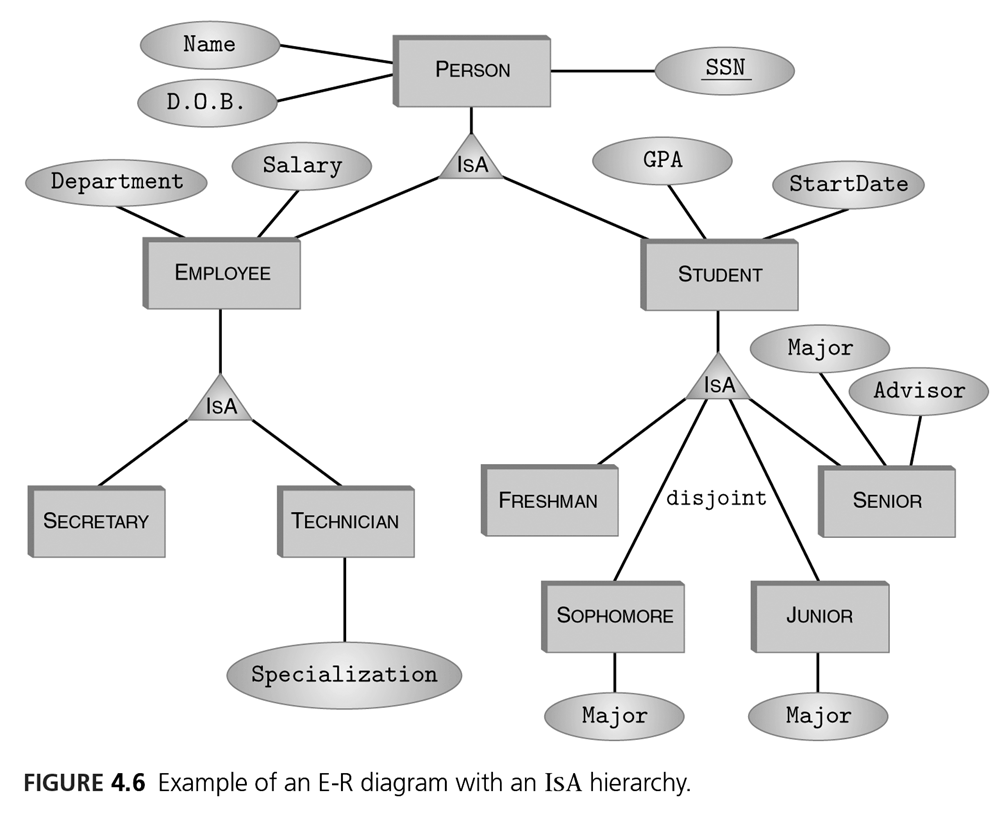 Name
PERSON
SSN
D.O.B.
IsA
Department
Salary
GPA
StartDate
EMPLOYEE
STUDENT
Major
IsA
IsA
Advisor
SECRETARY
TECHNICIAN
FRESHMAN
disjoint
SENIOR
SOPHOMORE
JUNIOR
Specialization
Major
Major
FIGURE 4.6 Example of an E-R diagram with an IsA hierarchy.